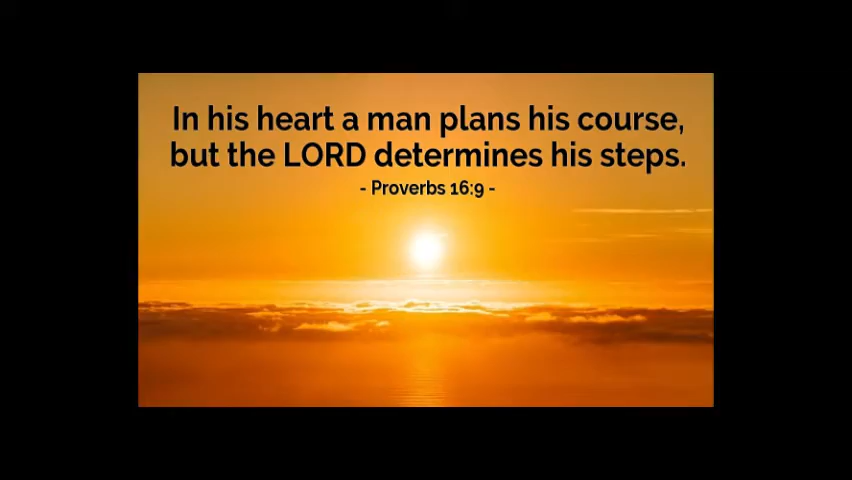 In his heart a man plans his course,
but the LORD determines his steps.
- Proverbs 16:9 -